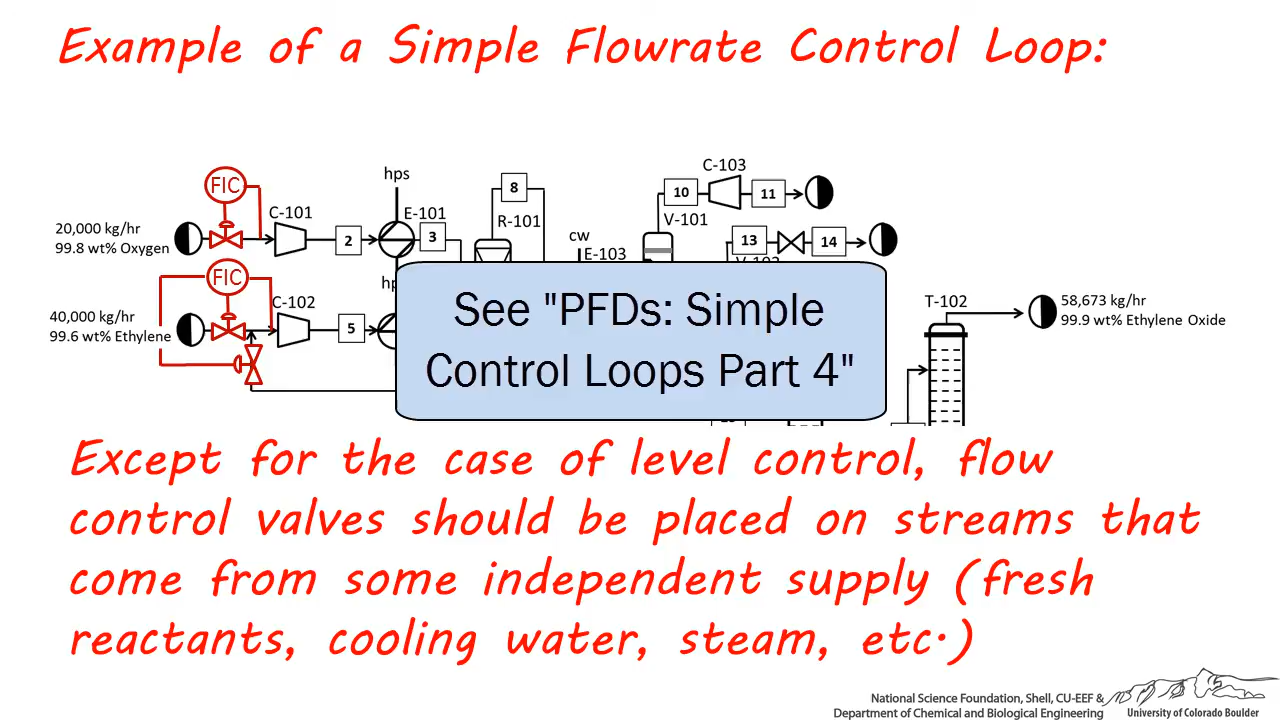 Example of a Simple Flowrate Control Loop:
C-103
hps
FIC
8
10
11
C-101
E-101
R-101
V-101
20,000 kg/hr
99.8 wt% Oxygen
2
3
cw
E-103
13
14
FIC
C-102
40,000 kg/hr
99.6 wt% Ethylene
5
See "PFDs: Simple
Control Loops Part 4"
T-102
58,673 kg/hr
99.9 wt% Ethylene Oxide
Except for the case of level control, flow
control valves should be placed on streams that
come from some independent supply (fresh
reactants, cooling water, steam, etc.)
National Science Foundation, Shell, CU-EEF &
Department of Chemical and Biological Engineering
University of Colorado Boulder